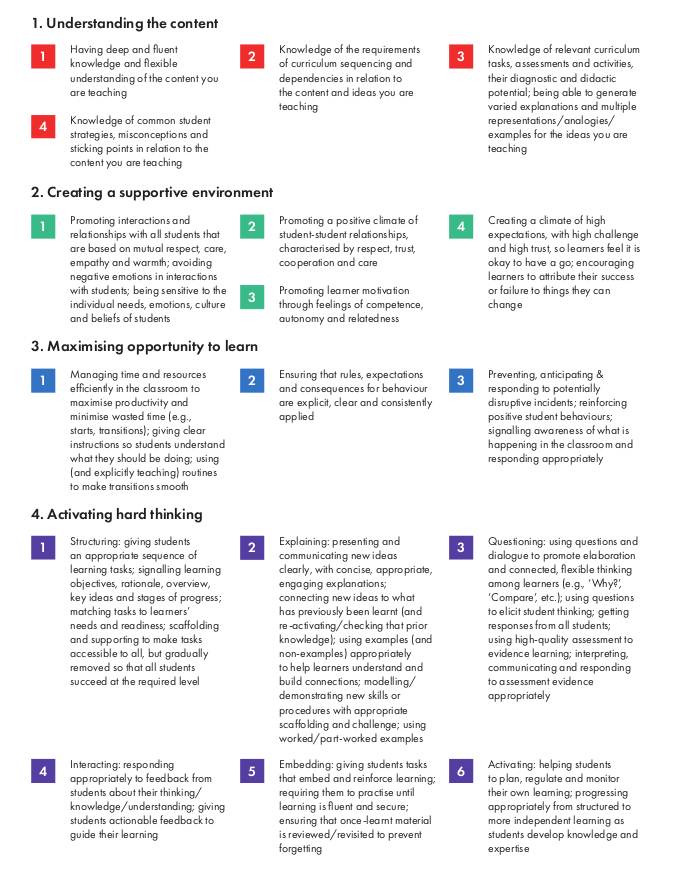 1. Understanding the content
1
Having deep and fluent
knowledge and flexible
understanding of the content you
are teaching
2
Knowledge of the requirements
of curriculum sequencing and
dependencies in relation to
the content and ideas you are
teaching
3
Knowledge of relevant curriculum
tasks, assessments and activities,
their diagnostic and didactic
potential; being able to generate
varied explanations and multiple
representations/analogies/
examples for the ideas you are
teaching
4
Knowledge of common student
strategies, misconceptions and
sticking points in relation to the
content you are teaching
2. Creating a supportive environment
1
Promoting interactions and
relationships with all students that
are based on mutual respect, care,
empathy and warmth; avoiding
negative emotions in interactions
with students; being sensitive to the
individual needs, emotions, culture
and beliefs of students
2
Promoting a positive climate of
student-student relationships,
characterised by respect, trust,
cooperation and care
3
Promoting learner motivation
through feelings of competence,
autonomy and relatedness
4
Creating a climate of high
expectations, with high challenge
and high trust, so learners feel it is
okay to have a go; encouraging
learners to attribute their success
or failure to things they can
change
3. Maximising opportunity to learn
1
Managing time and resources
efficiently in the classroom to
maximise productivity and
minimise wasted time (e.g.,
starts, transitions); giving clear
instructions so students understand
what they should be doing; using
(and explicitly teaching) routines
to make transitions smooth
2
Ensuring that rules, expectations
and consequences for behaviour
are explicit, clear and consistently
applied
3
Preventing, anticipating &
responding to potentially
disruptive incidents; reinforcing
positive student behaviours;
signalling awareness of what is
happening in the classroom and
responding appropriately
4. Activating hard thinking
1
Structuring: giving students
an appropriate sequence of
learning tasks; signalling learning
objectives, rationale, overview,
key ideas and stages of progress;
matching tasks to learners’
needs and readiness; scaffolding
and supporting to make tasks
accessible to all, but gradually
removed so that all students
succeed at the required level
2
Explaining: presenting and
communicating new ideas
clearly, with concise, appropriate,
engaging explanations;
connecting new ideas to what
has previously been learnt (and
re-activating/checking that prior
knowledge); using examples (and
non-examples) appropriately
to help learners understand and
build connections; modelling/
demonstrating new skills or
procedures with appropriate
scaffolding and challenge; using
worked/part-worked examples
3
Questioning: using questions and
dialogue to promote elaboration
and connected, flexible thinking
among learners (e.g., ‘Why?’,
‘Compare’, etc.); using questions
to elicit student thinking; getting
responses from all students;
using high-quality assessment to
evidence learning; interpreting,
communicating and responding
to assessment evidence
appropriately
4
Interacting: responding
appropriately to feedback from
students about their thinking/
knowledge/understanding; giving
students actionable feedback to
guide their learning
5
Embedding: giving students tasks
that embed and reinforce learning;
requiring them to practise until
learning is fluent and secure;
ensuring that once-learnt material
is reviewed/revisited to prevent
forgetting
6
Activating: helping students
to plan, regulate and monitor
their own learning; progressing
appropriately from structured to
more independent learning as
students develop knowledge and
expertise